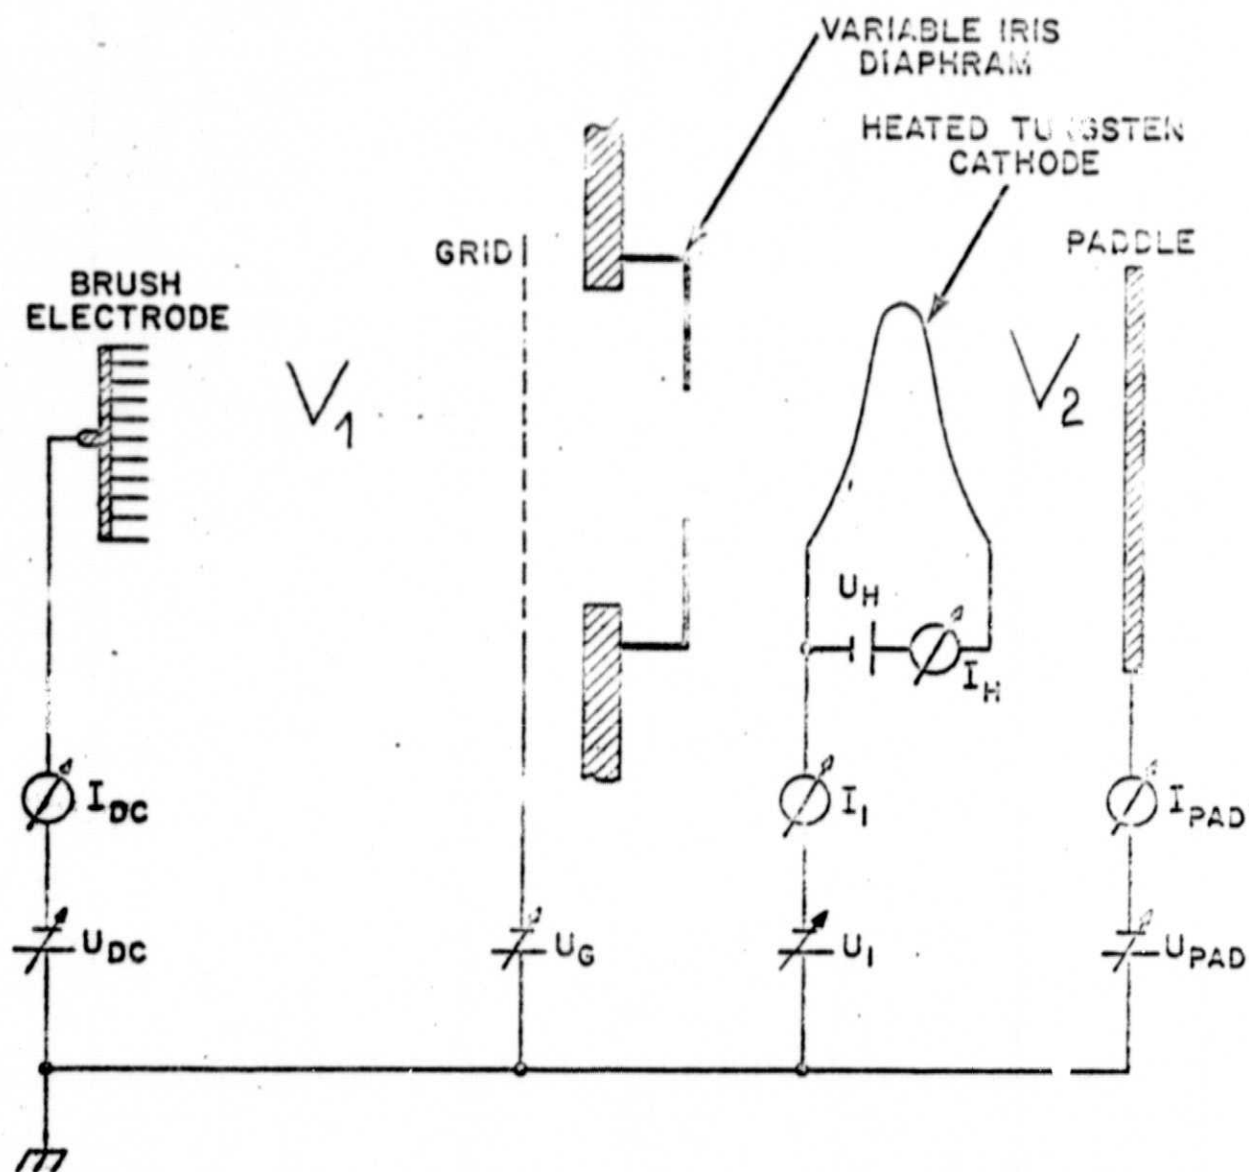 VARIABLE IRIS
DIAPHRAM
HEATED TUNGSTEN
CATHODE
GRID
PADDLE
BRUSH
ELECTRODE
V1
V2
UH
IH
IDC
I1
IPAD
UDC
UG
U1
UPAD